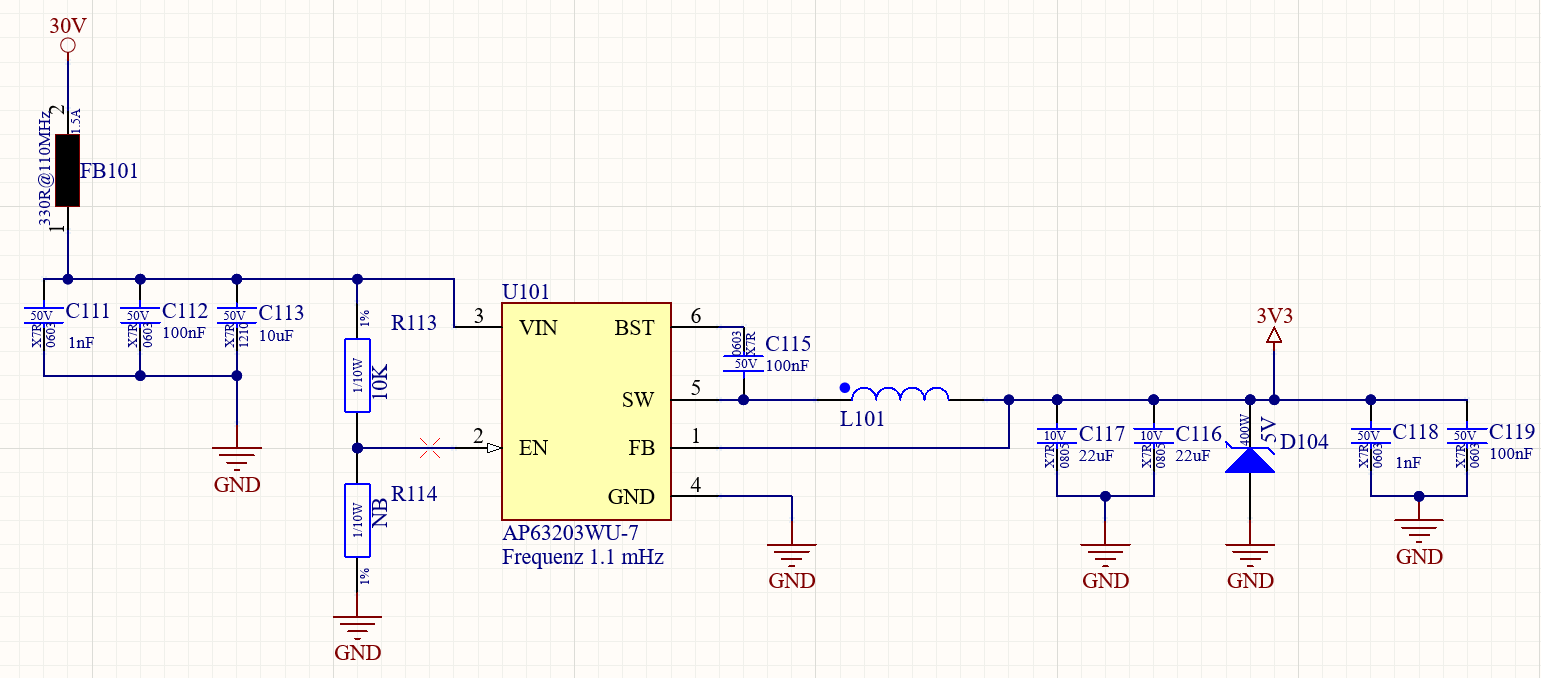 30V
2
1.5A
330R@110MHz
FB101
1
50V
X7R
0603
C111
1nF
50V
X7R
0603
C112
100nF
50V
X7R
1210
C113
10uF
1%
R113
1/10W
10K
R114
1/10W
NB
1%
GND
GND
U101
3
VIN
BST
6
SW
5
2
EN
FB
1
GND
4
AP63203WU-7
Frequenz 1.1 mHz
0603
X7R
50V
C115
100nF
L101
GND
10V
X7R
0805
C117
22uF
10V
X7R
0805
C116
22uF
GND
400W
5V
D104
GND
3V3
50V
X7R
0603
C118
1nF
50V
X7R
0603
C119
100nF
GND